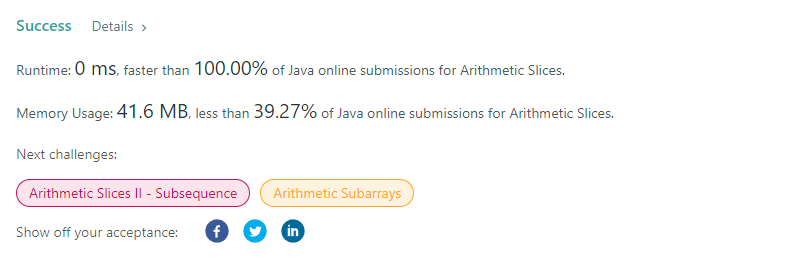 Success Details ›
Runtime: 0 ms, faster than 100.00% of Java online submissions for Arithmetic Slices.
Memory Usage: 41.6 MB, less than 39.27% of Java online submissions for Arithmetic Slices.
Next challenges:
Arithmetic Slices II - Subsequence Arithmetic Subarrays
Show off your acceptance: f in